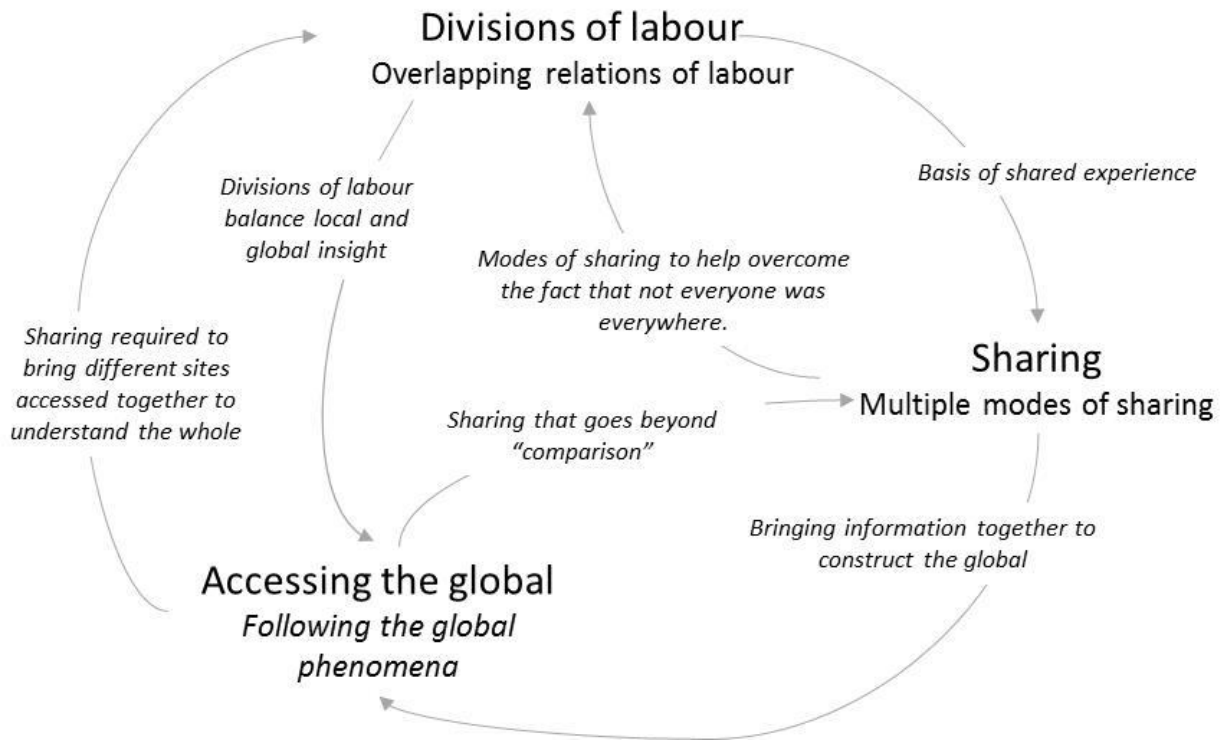 Divisions of labour
Overlapping relations of labour
Basis of shared experience
Divisions of labour
balance local and
global insight
Modes of sharing to help overcome
the fact that not everyone was
everywhere.
Sharing required to
bring different sites
accessed together to
understand the whole
Sharing
Multiple modes of sharing
Sharing that goes beyond
“comparison”
Bringing information together to
construct the global
Accessing the global
Following the global
phenomena